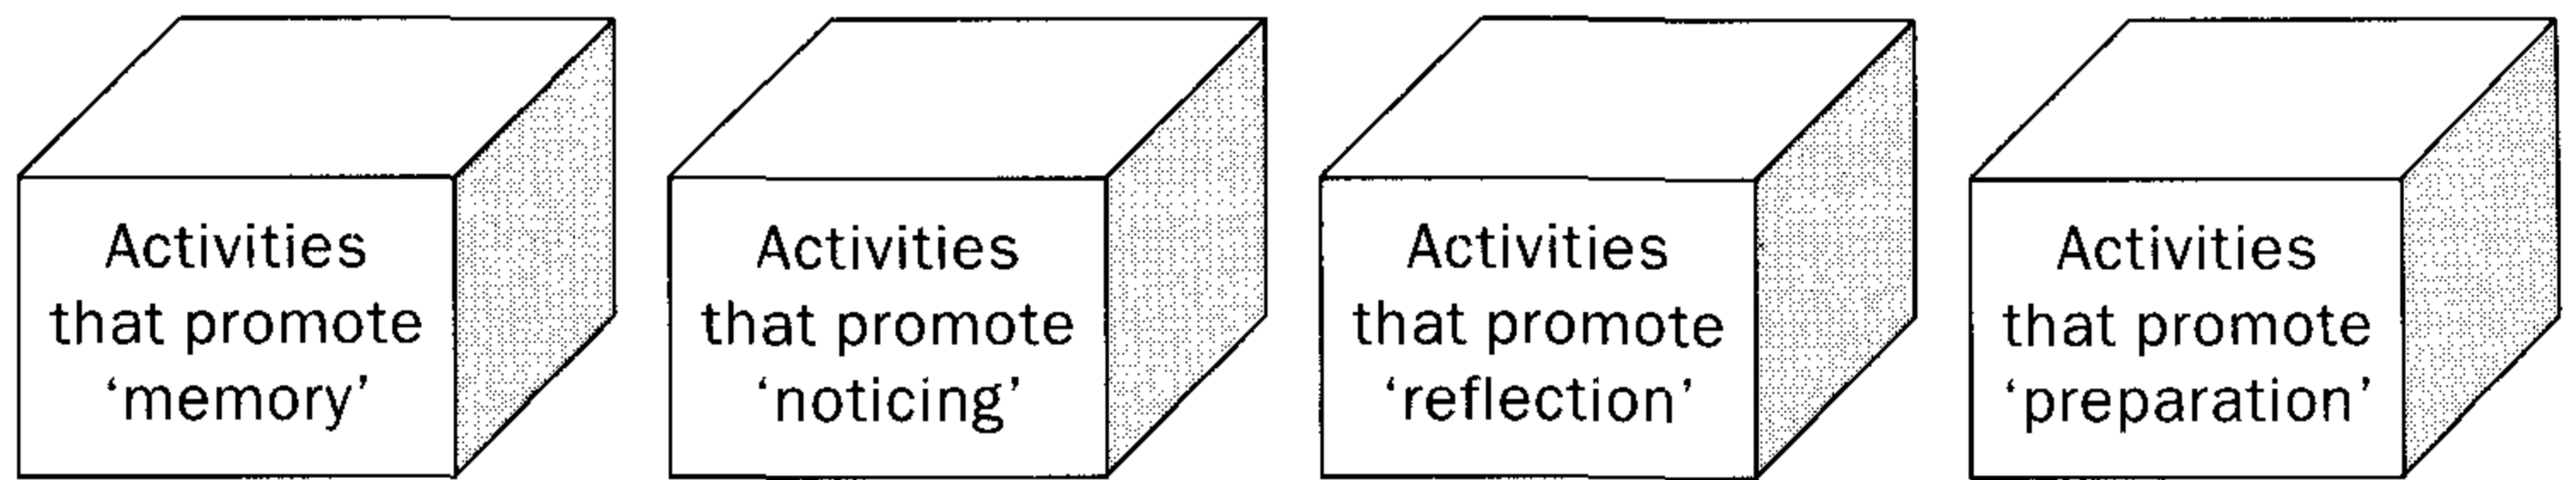 Activities
that promote
‘memory’
Activities
that promote
‘noticing’
Activities
that promote
‘reflection’
Activities
that promote
‘preparation’